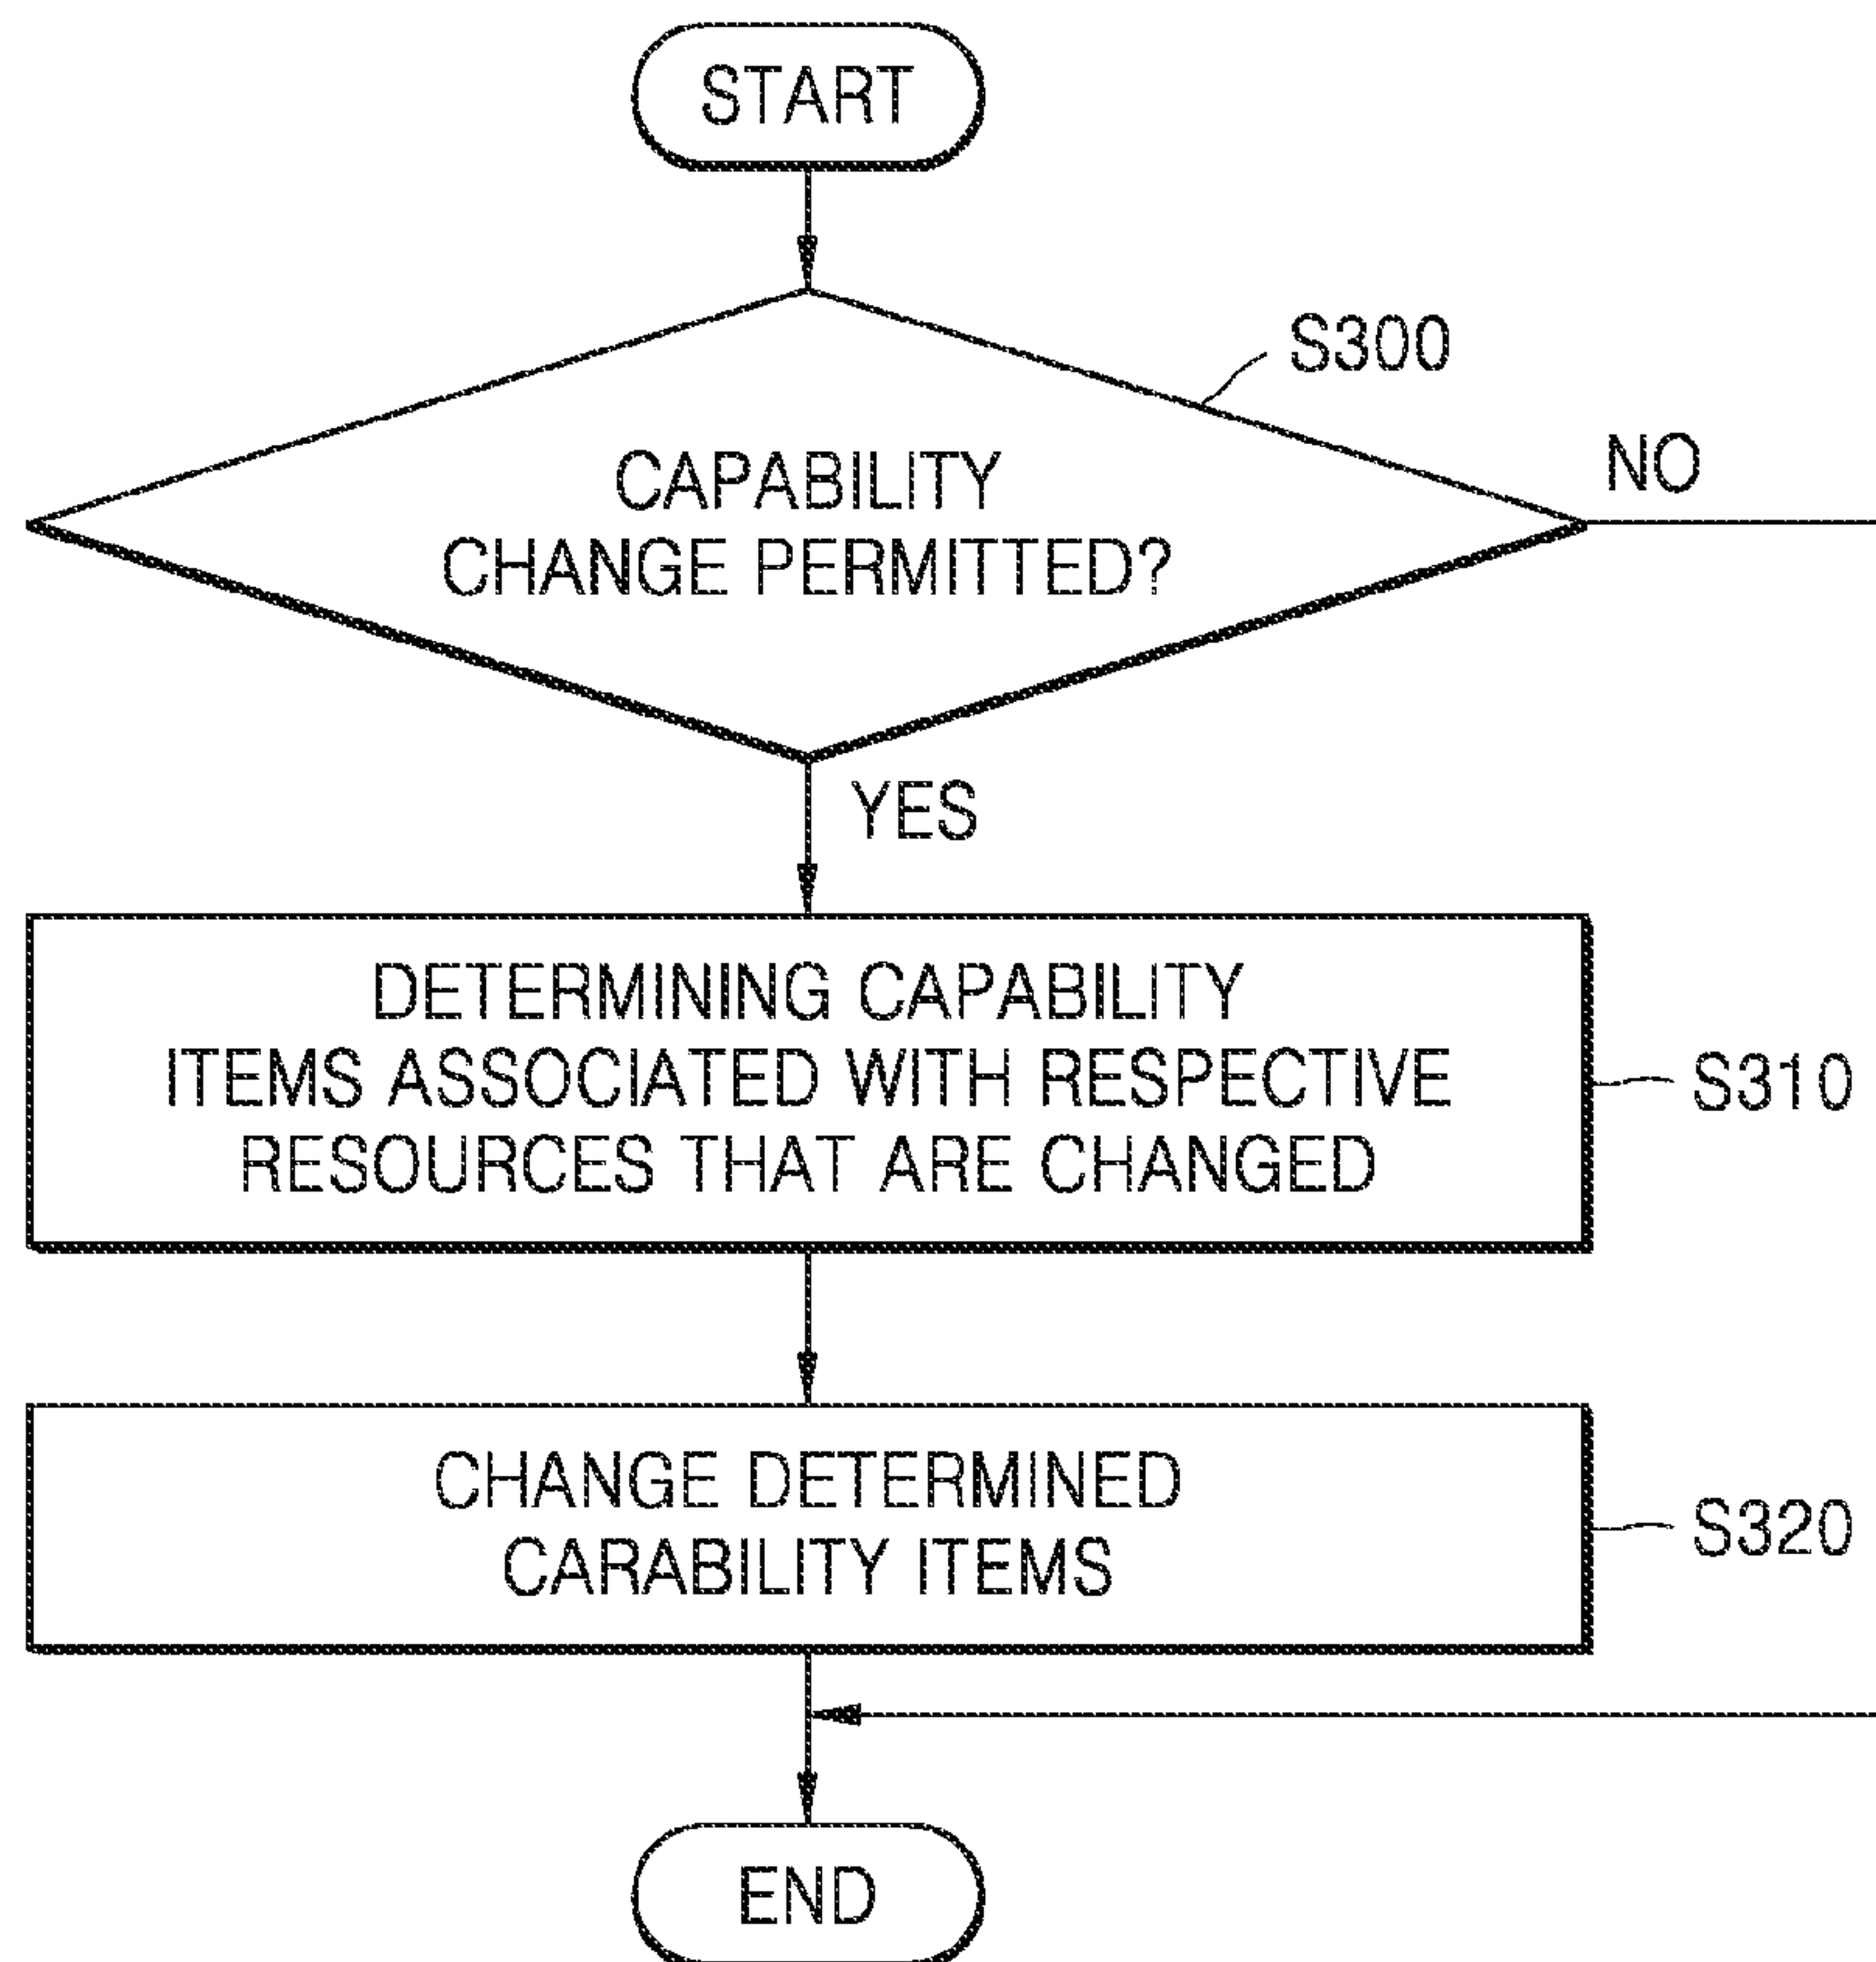 START
S300
CAPABILITY
CHANGE PERMITTED?
NO
YES
DETERMINING CAPABILITY
ITEMS ASSOCIATED WITH RESPECTIVE
RESOURCES THAT ARE CHANGED
S310
CHANGE DETERMINED
CARABILITY ITEMS
S320
END